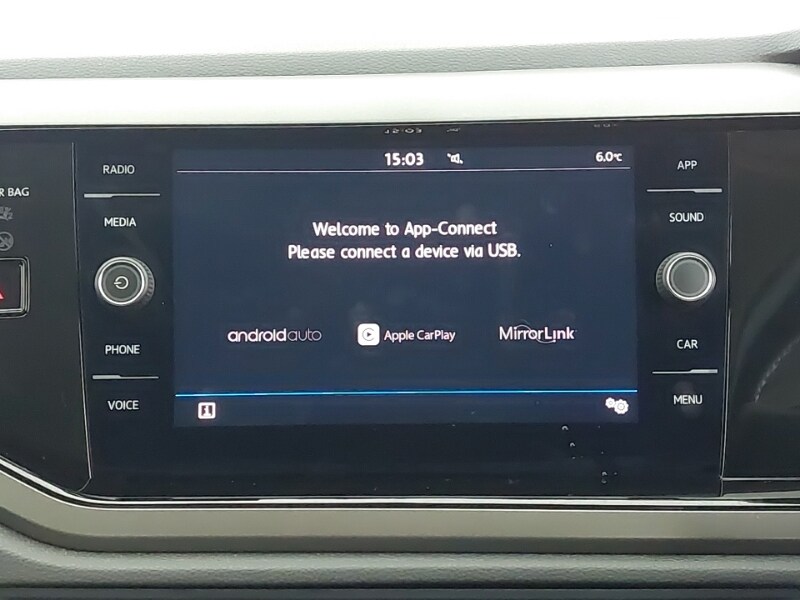 R BAG
RADIO
MEDIA
PHONE
VOICE
15:03
6.0°C
Welcome to App-Connect
Please connect a device via USB.
androidauto
Apple CarPlay
MirrorLink
APP
SOUND
CAR
MENU